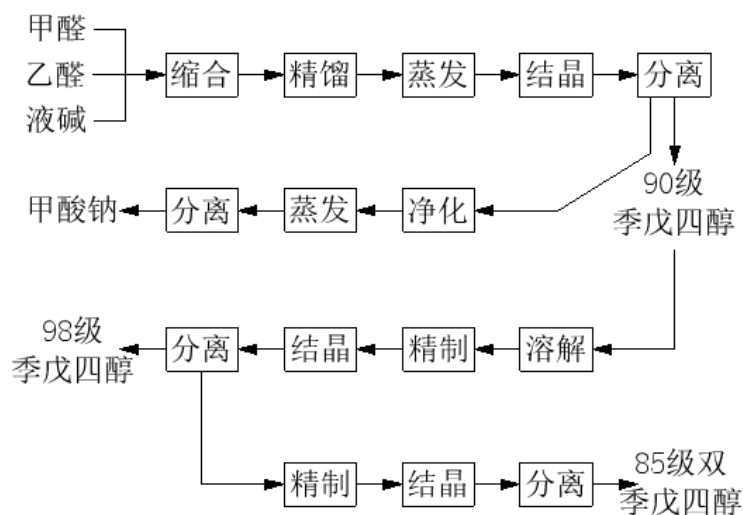 甲醛
乙醛
液碱
缩合
精馏
蒸发
结晶
分离
90级
季戊四醇
甲酸钠
分离
蒸发
净化
98级
季戊四醇
分离
结晶
精制
溶解
精制
结晶
分离
85级双
季戊四醇